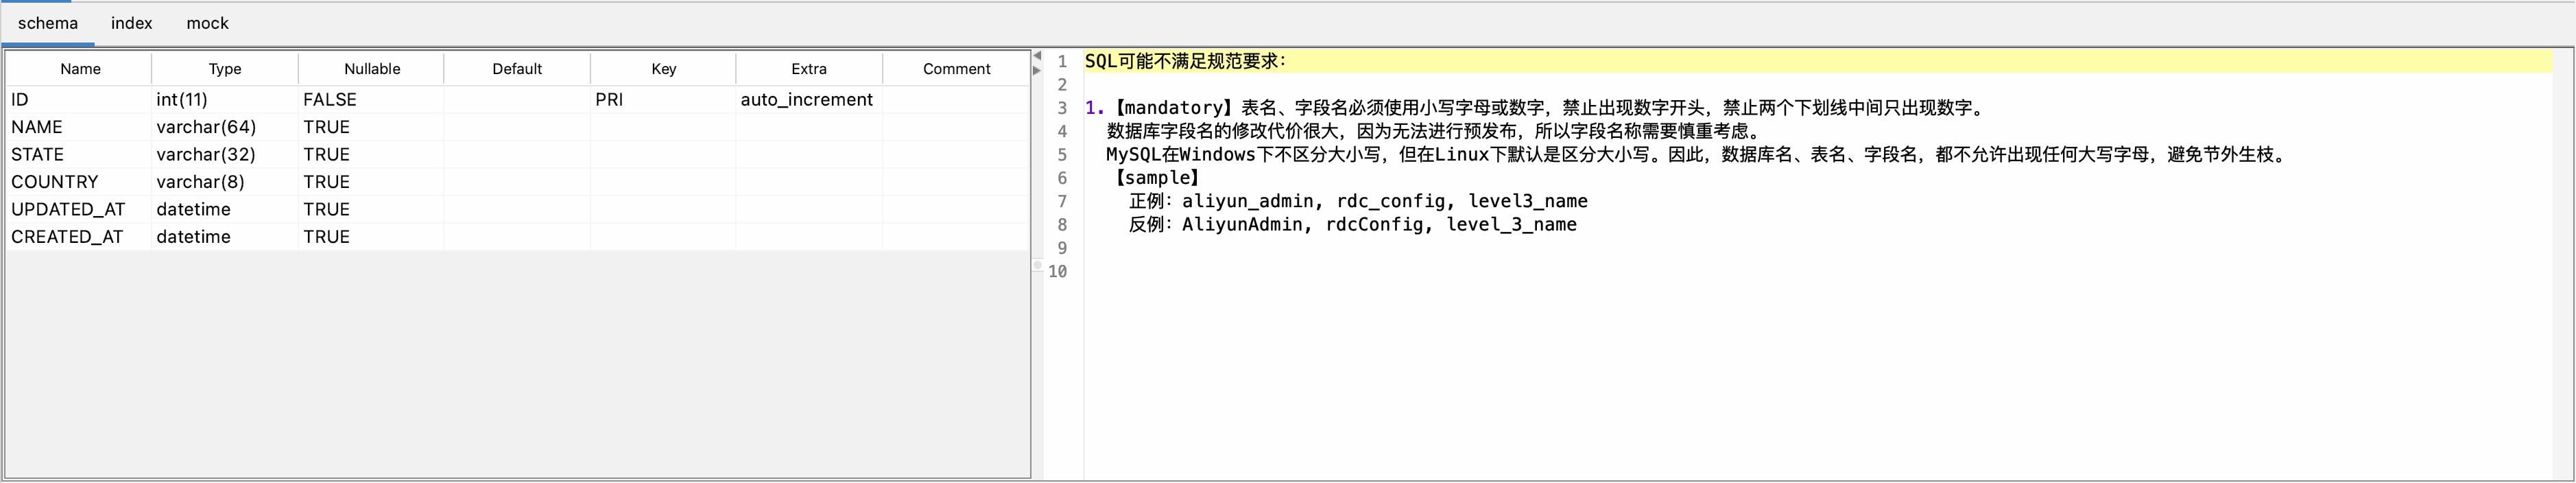 schema index mock
Name Type Nullable Default Key Extra Comment
ID int(11) FALSE PRI auto_increment
NAME varchar(64) TRUE
STATE varchar(32) TRUE
COUNTRY varchar(8) TRUE
UPDATED_AT datetime TRUE
CREATED_AT datetime TRUE
1 SQL可能不满足规范要求：
2
3 1.【mandatory】表名、字段名必须使用小写字母或数字，禁止出现数字开头，禁止两个下划线中间只出现数字。
4 数据库字段名的修改代价很大，因为无法进行预发布，所以字段名称需要慎重考虑。
5 MySQL在Windows下不区分大小写，但在Linux下默认是区分大小写。因此，数据库名、表名、字段名，都不允许出现任何大写字母，避免节外生枝。
6 【sample】
7 正例：aliyun_admin, rdc_config, level3_name
8 反例：AliyunAdmin, rdcConfig, level_3_name
9
10